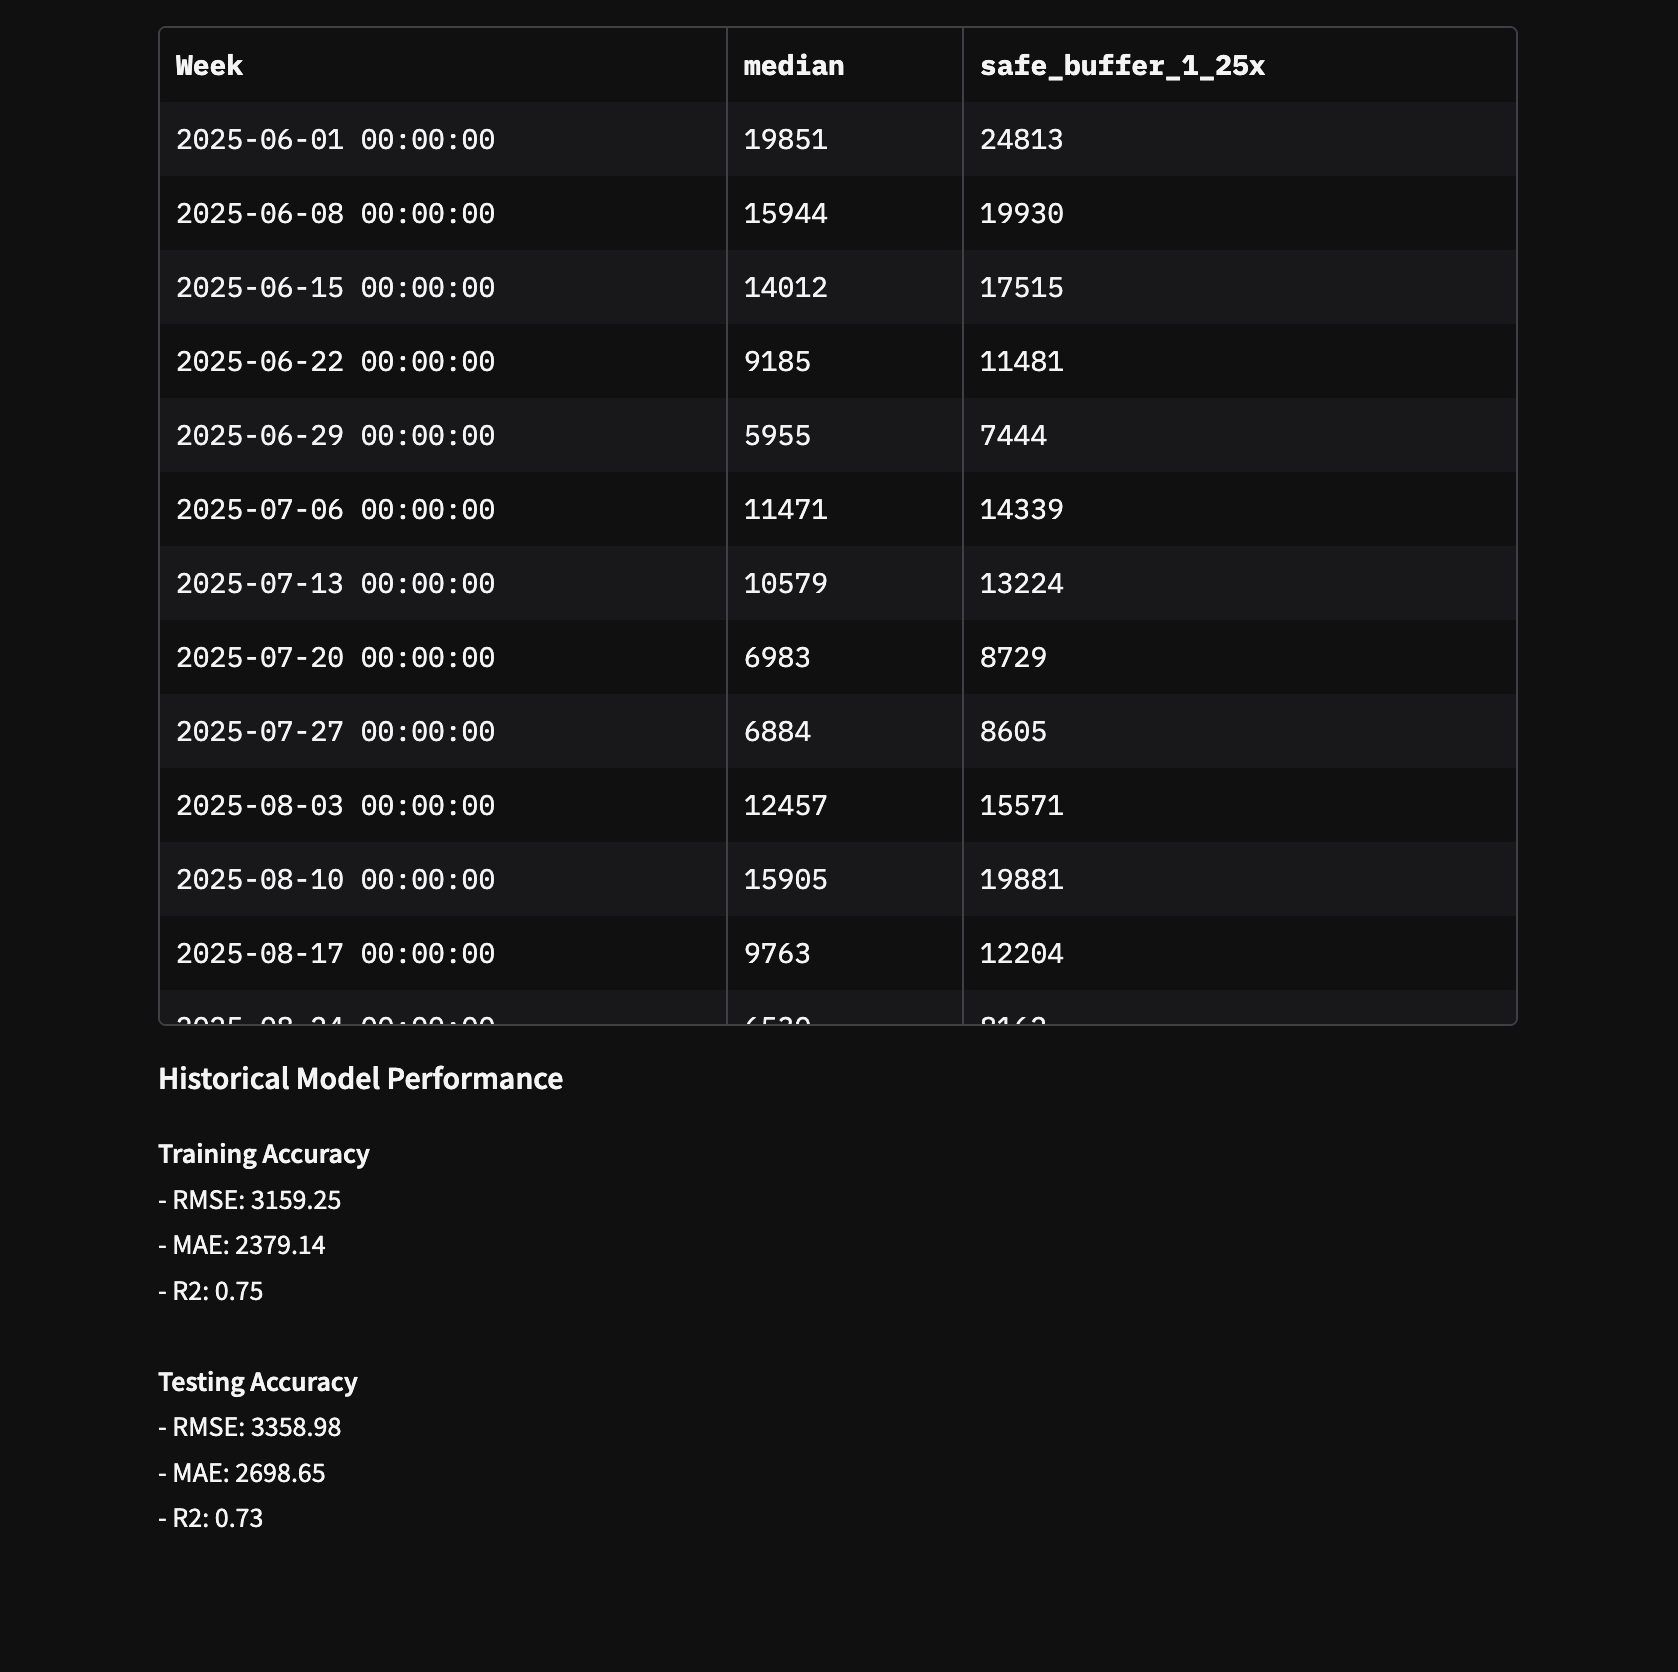 Week median safe_buffer_1_25x
2025-06-01 00:00:00 19851 24813
2025-06-08 00:00:00 15944 19930
2025-06-15 00:00:00 14012 17515
2025-06-22 00:00:00 9185 11481
2025-06-29 00:00:00 5955 7444
2025-07-06 00:00:00 11471 14339
2025-07-13 00:00:00 10579 13224
2025-07-20 00:00:00 6983 8729
2025-07-27 00:00:00 6884 8605
2025-08-03 00:00:00 12457 15571
2025-08-10 00:00:00 15905 19881
2025-08-17 00:00:00 9763 12204
Historical Model Performance
Training Accuracy
- RMSE: 3159.25
- MAE: 2379.14
- R2: 0.75
Testing Accuracy
- RMSE: 3358.98
- MAE: 2698.65
- R2: 0.73